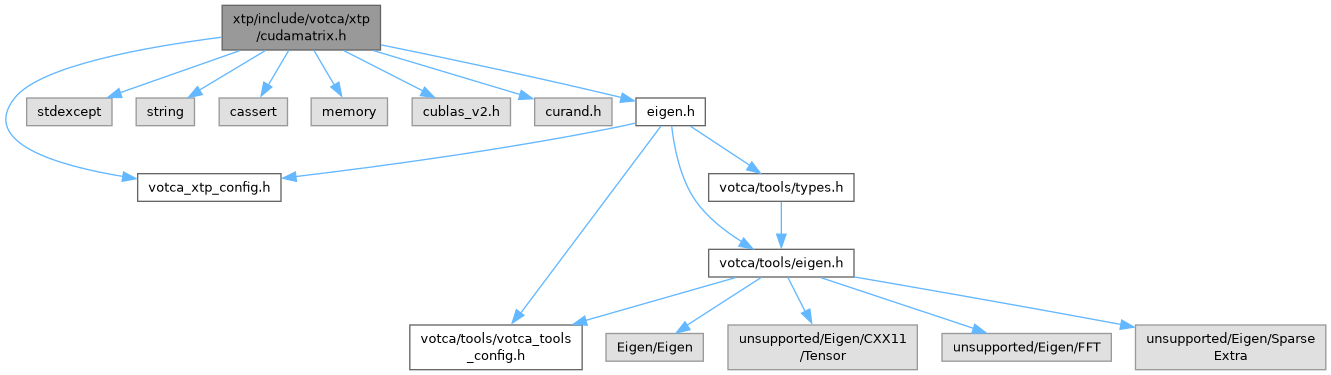 xtp/include/votca/xtp
/cudamatrix.h
stdexcept
string
cassert
memory
cublas_v2.h
curand.h
eigen.h
votca_xtp_config.h
votca/tools/types.h
votca/tools/eigen.h
votca/tools/votca_tools
_config.h
Eigen/Eigen
unsupported/Eigen/CXX11
/Tensor
unsupported/Eigen/FFT
unsupported/Eigen/Sparse
Extra